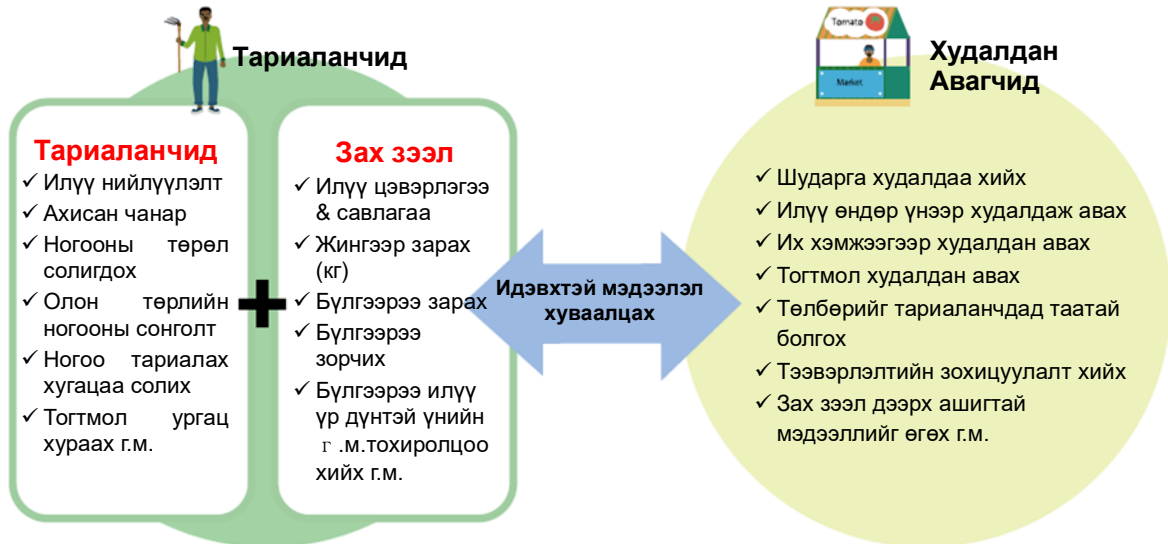 Тариаланчид
Тариаланчид
✓ Илүү нийлүүлэлт
✓ Ахисан чанар
✓ Ногооны төрөл
солигдох
✓ Олон төрлийн
ногооны сонголт
✓ Ногоо тариалах
хугацаа солих
✓ Тогтмол ургац
хураах г.м.
+
Зах зээл
✓ Илүү цэвэрлэгээ
& савлагаа
✓ Жингээр зарах
(кг)
✓ Бүлгээрээ зарах
✓ Бүлгээрээ
зорчих
✓ Бүлгээрээ илүү
үр дүнтэй үнийн
г .м.тохиролцоо
хийх г.м.
Идэвхтэй мэдээлэл
хуваалцах
Tomato
Market
Худалдан
Авагчид
✓ Шударга худалдаа хийх
✓ Илүү өндөр үнээр худалдаж авах
✓ Их хэмжээгээр худалдан авах
✓ Тогтмол худалдан авах
✓ Төлбөрийг тариаланчдад таатай
болгох
✓ Тээвэрлэлтийн зохицуулалт хийх
✓ Зах зээл дээрх ашигтай
мэдээллийг өгөх г.м.